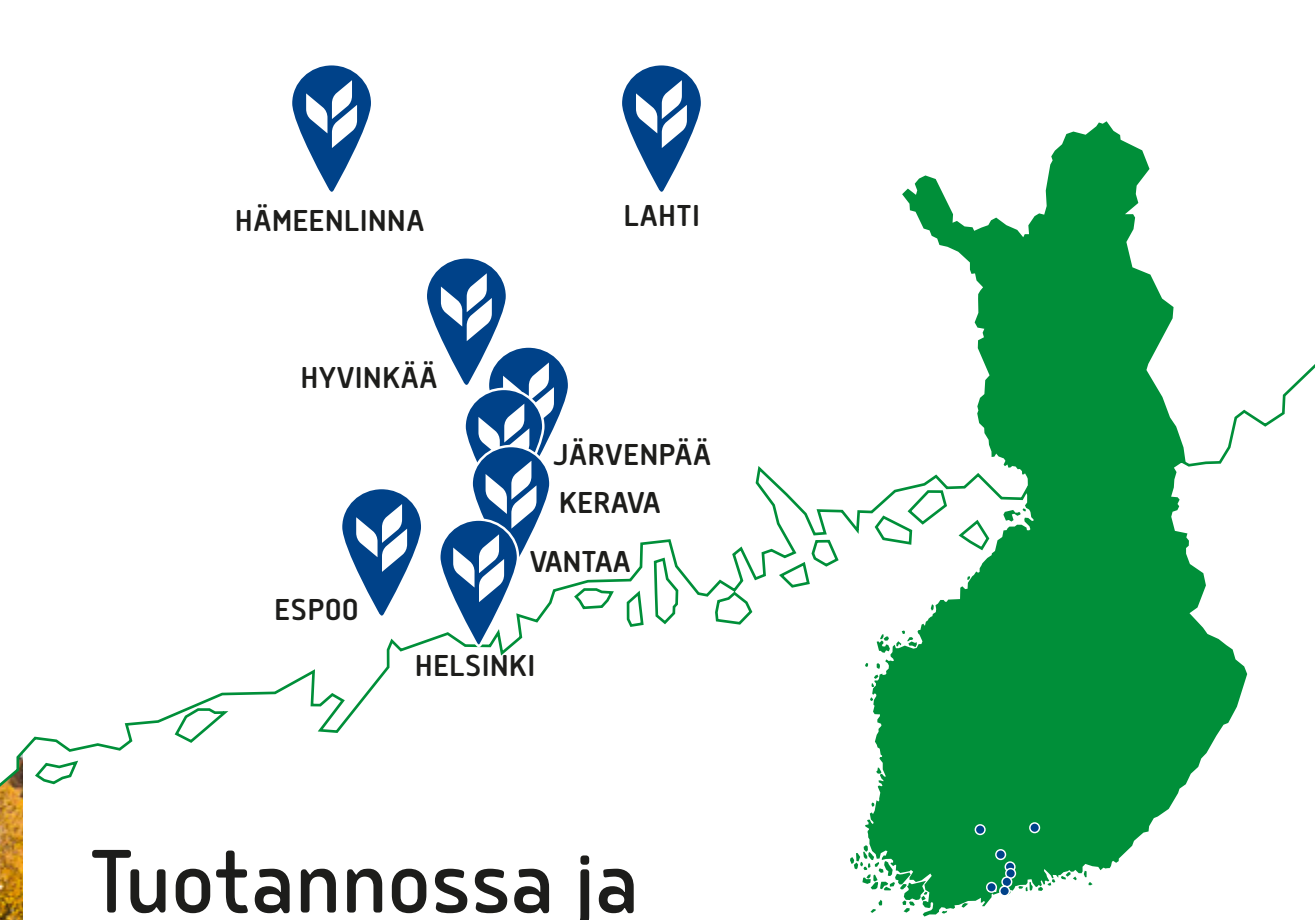 HÄMEENLINNA
LAHTI
HYVINKÄÄ
JÄRVENPÄÄ
KERAVA
VANTAA
ESPOO
HELSINKI
Tuotannossa ja